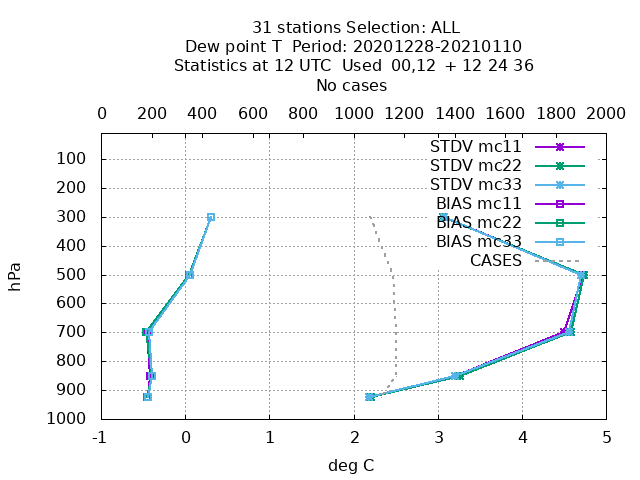 31 stations Selection: ALL
Dew point T  Period: 20201228-20210110
Statistics at 12 UTC  Used  00,12  + 12 24 36
No cases
0 200 400 600 800 1000 1200 1400 1600 1800 2000
STDV mc11
STDV mc22
STDV mc33
BIAS mc11
BIAS mc22
BIAS mc33
CASES
100
200
300
400
500
600
700
800
900
1000
hPa
-1 0 1 2 3 4 5
deg C